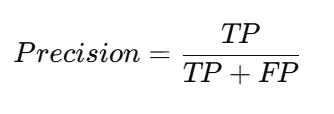 Precision = TP / (TP + FP)